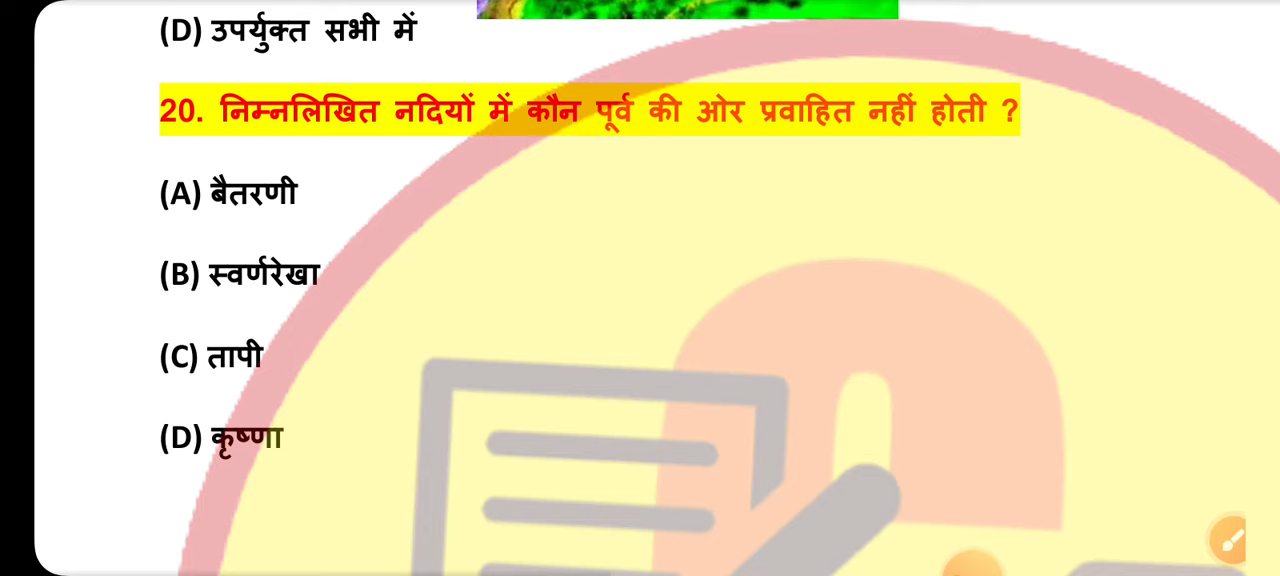 (D) उपर्युक्त सभी में
20. निम्नलिखित नदियों में कौन पूर्व की ओर प्रवाहित नहीं होती ?
(A) बैतरणी
(B) स्वर्णरेखा
(C) तापी
(D) कृष्णा